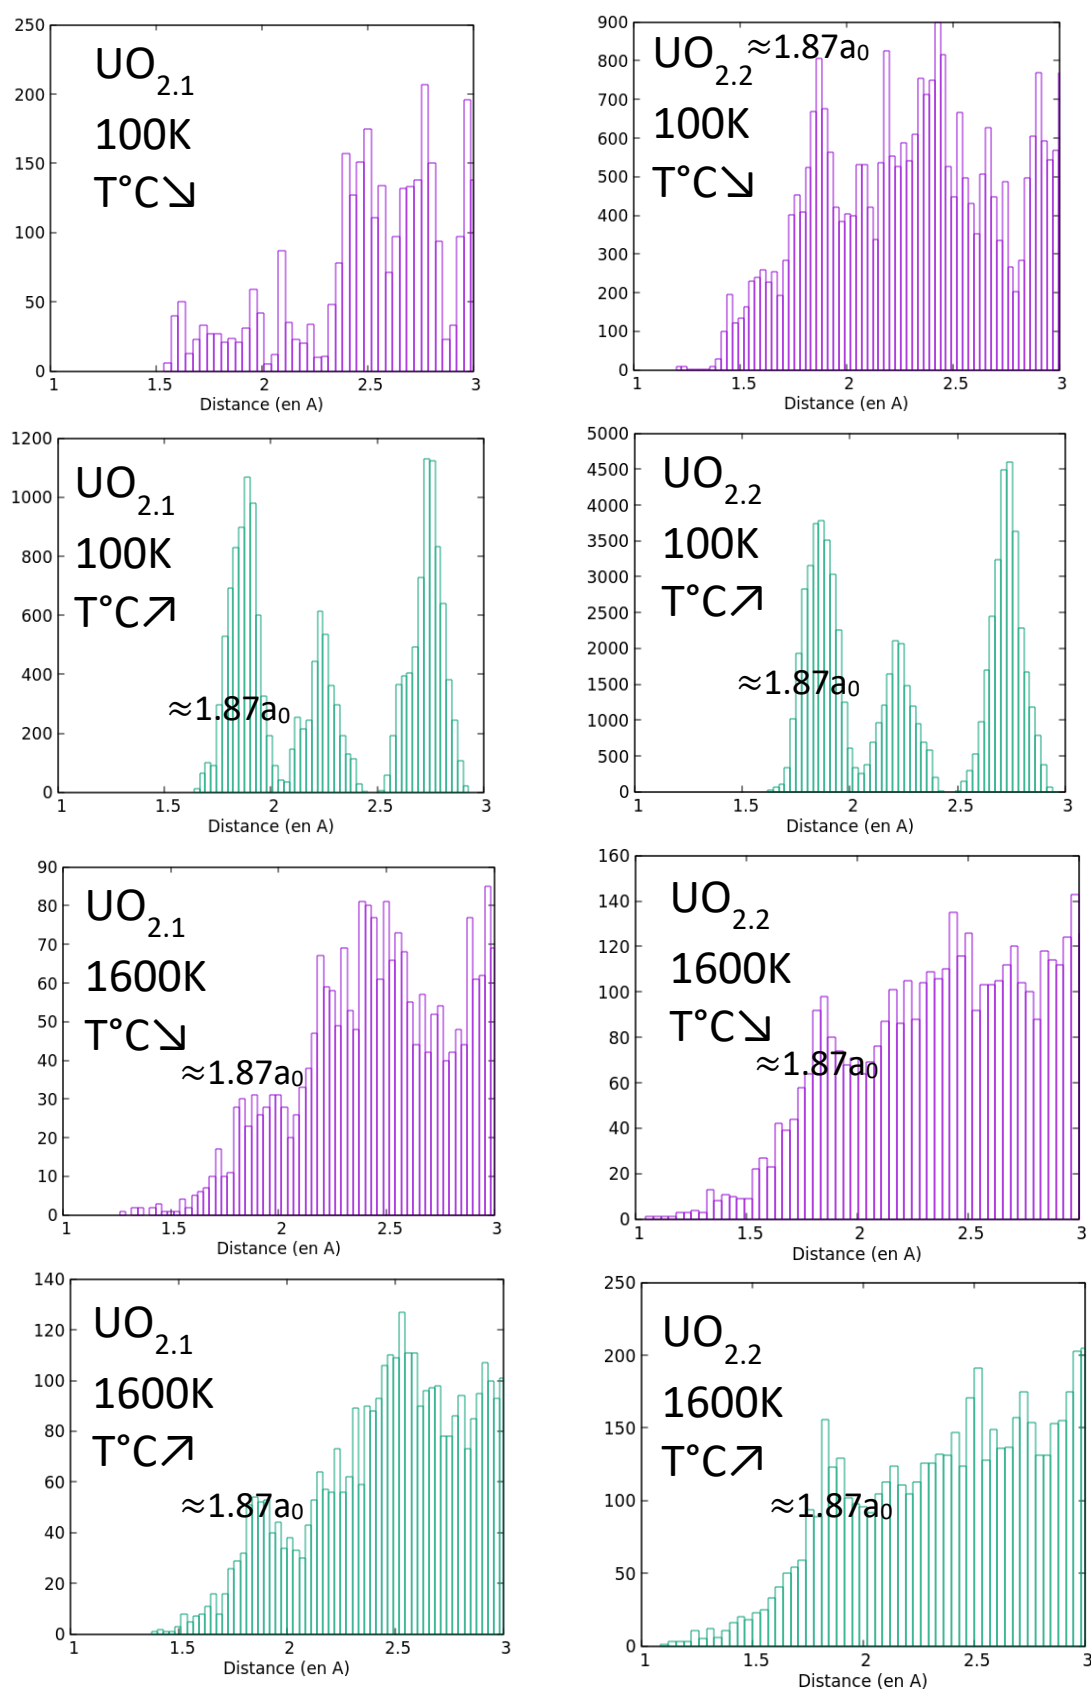 250
200
150
100
50
0
1 1.5 2 2.5 3
Distance (en A)
UO2.1
100K
T°C↘
900
800
700
600
500
400
300
200
100
0
1 1.5 2 2.5 3
Distance (en A)
UO2.2
≈1.87a0
100K
T°C↘
1200
1000
800
600
400
200
0
1 1.5 2 2.5 3
Distance (en A)
UO2.1
100K
T°C↗
≈1.87a0
5000
4500
4000
3500
3000
2500
2000
1500
1000
500
0
1 1.5 2 2.5 3
Distance (en A)
UO2.2
100K
T°C↗
≈1.87a0
90
80
70
60
50
40
30
20
10
0
1 1.5 2 2.5 3
Distance (en A)
UO2.1
1600K
T°C↘
≈1.87a0
160
140
120
100
80
60
40
20
0
1 1.5 2 2.5 3
Distance (en A)
UO2.2
1600K
T°C↘
≈1.87a0
140
120
100
80
60
40
20
0
1 1.5 2 2.5 3
Distance (en A)
UO2.1
1600K
T°C↗
≈1.87a0
250
200
150
100
50
0
1 1.5 2 2.5 3
Distance (en A)
UO2.2
1600K
T°C↗
≈1.87a0